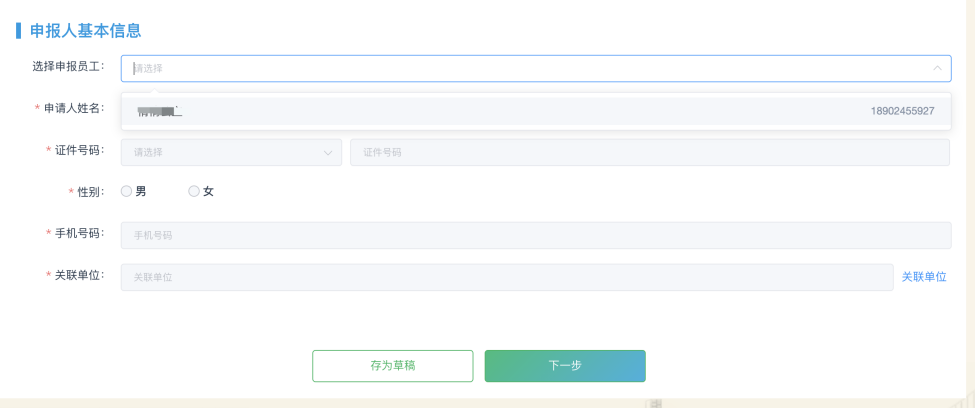 申报人基本信息
选择申报员工： 请选择
* 申请人姓名： 18902455927
* 证件号码： 请选择 证件号码
* 性别： 男 女
* 手机号码： 手机号码
* 关联单位： 关联单位 关联单位
存为草稿 下一步